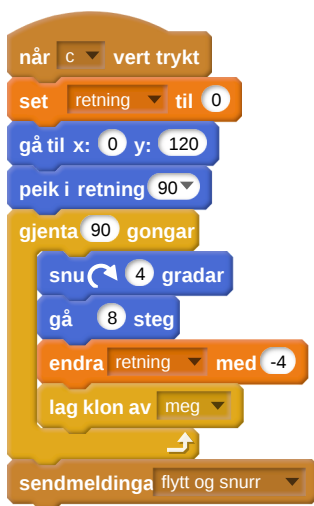 når c vert trykt
set retning til 0
gå til x: 0 y: 120
peik i retning 90
gjenta 90 gongar
snu 4 gradar
gå 8 steg
endra retning med -4
lag klon av meg
sendmeldinga flytt og snurr